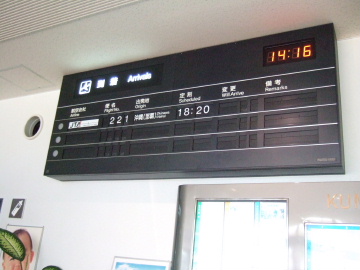 到着 Arrivals 14:16
航空会社 便名 出発地 定刻 変更 備考
Airline Flight No. Origin Scheduled Will Arrive Remarks
221 沖縄(那覇) 18:20